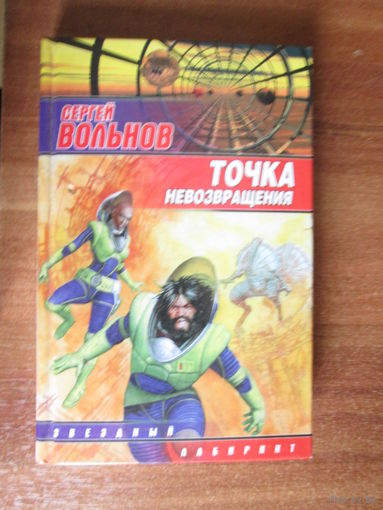 СЕРГЕЙ
ВОЛЬНОВ
ТОЧКА
НЕВОЗВРАЩЕНИЯ
ЗВЕЗДНЫЙ
ЛАБИРИНТ